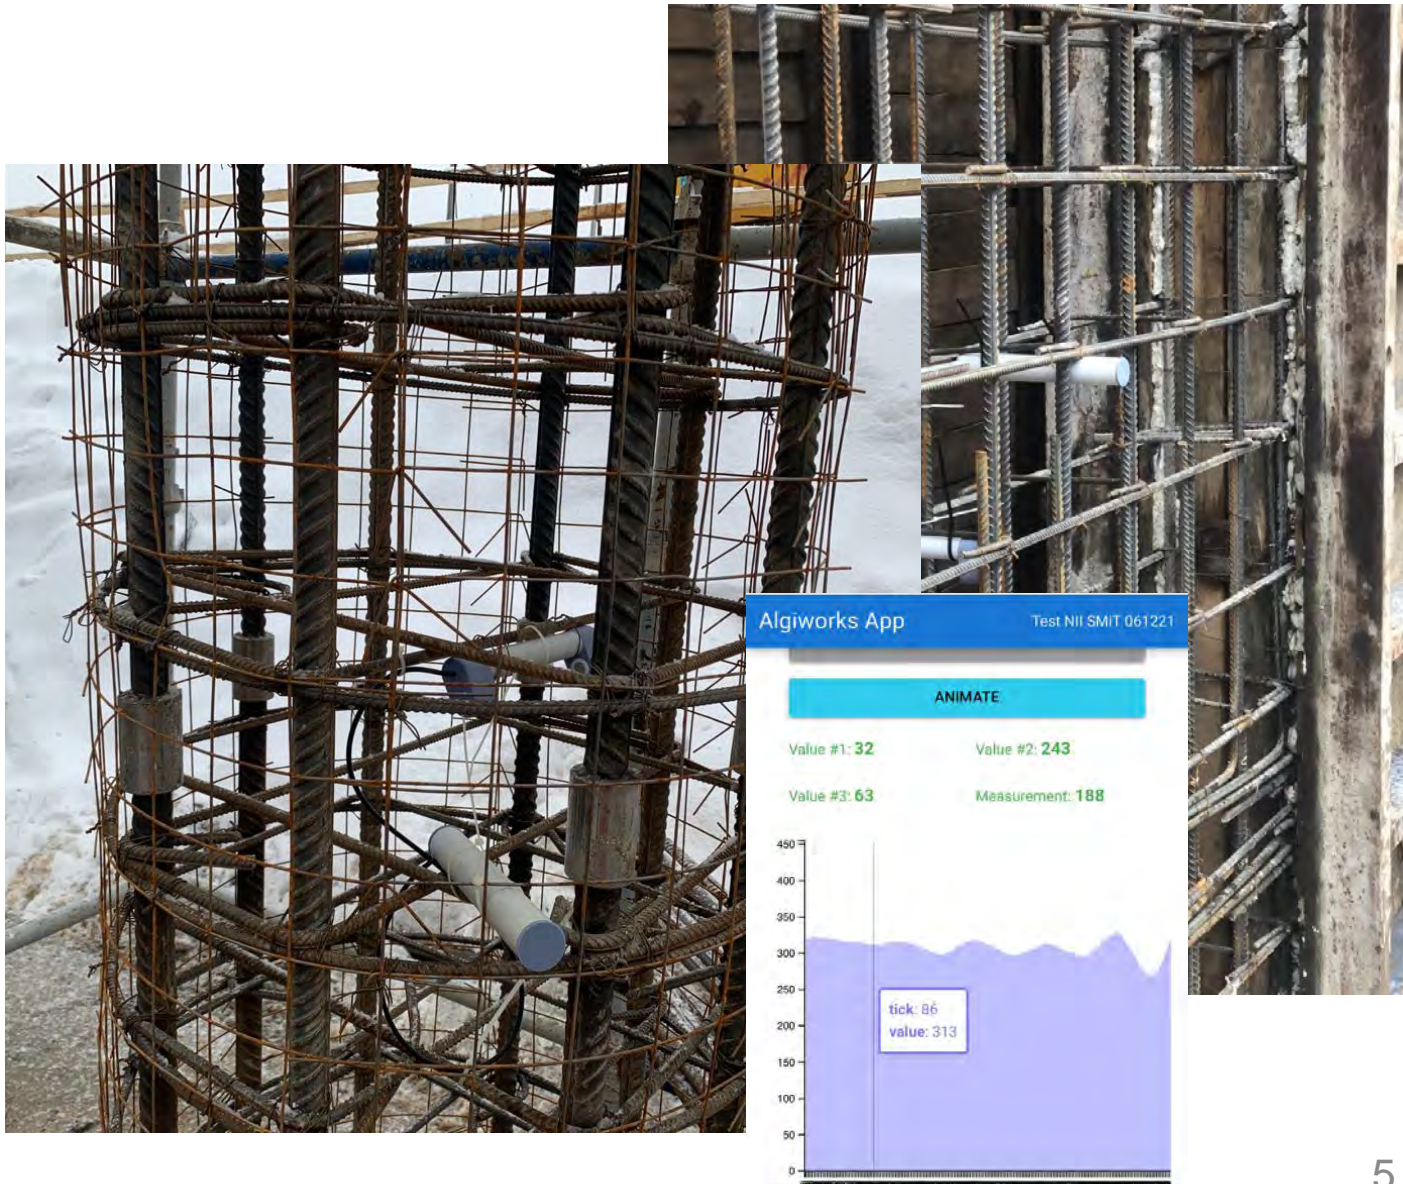 Algiworks App
Test NII SMiT 061221
ANIMATE
Value #1: 32
Value #2: 243
Value #3: 63
Measurement: 188
450
400
350
300
250
200
150
100
50
0
tick: 86
value: 313
5